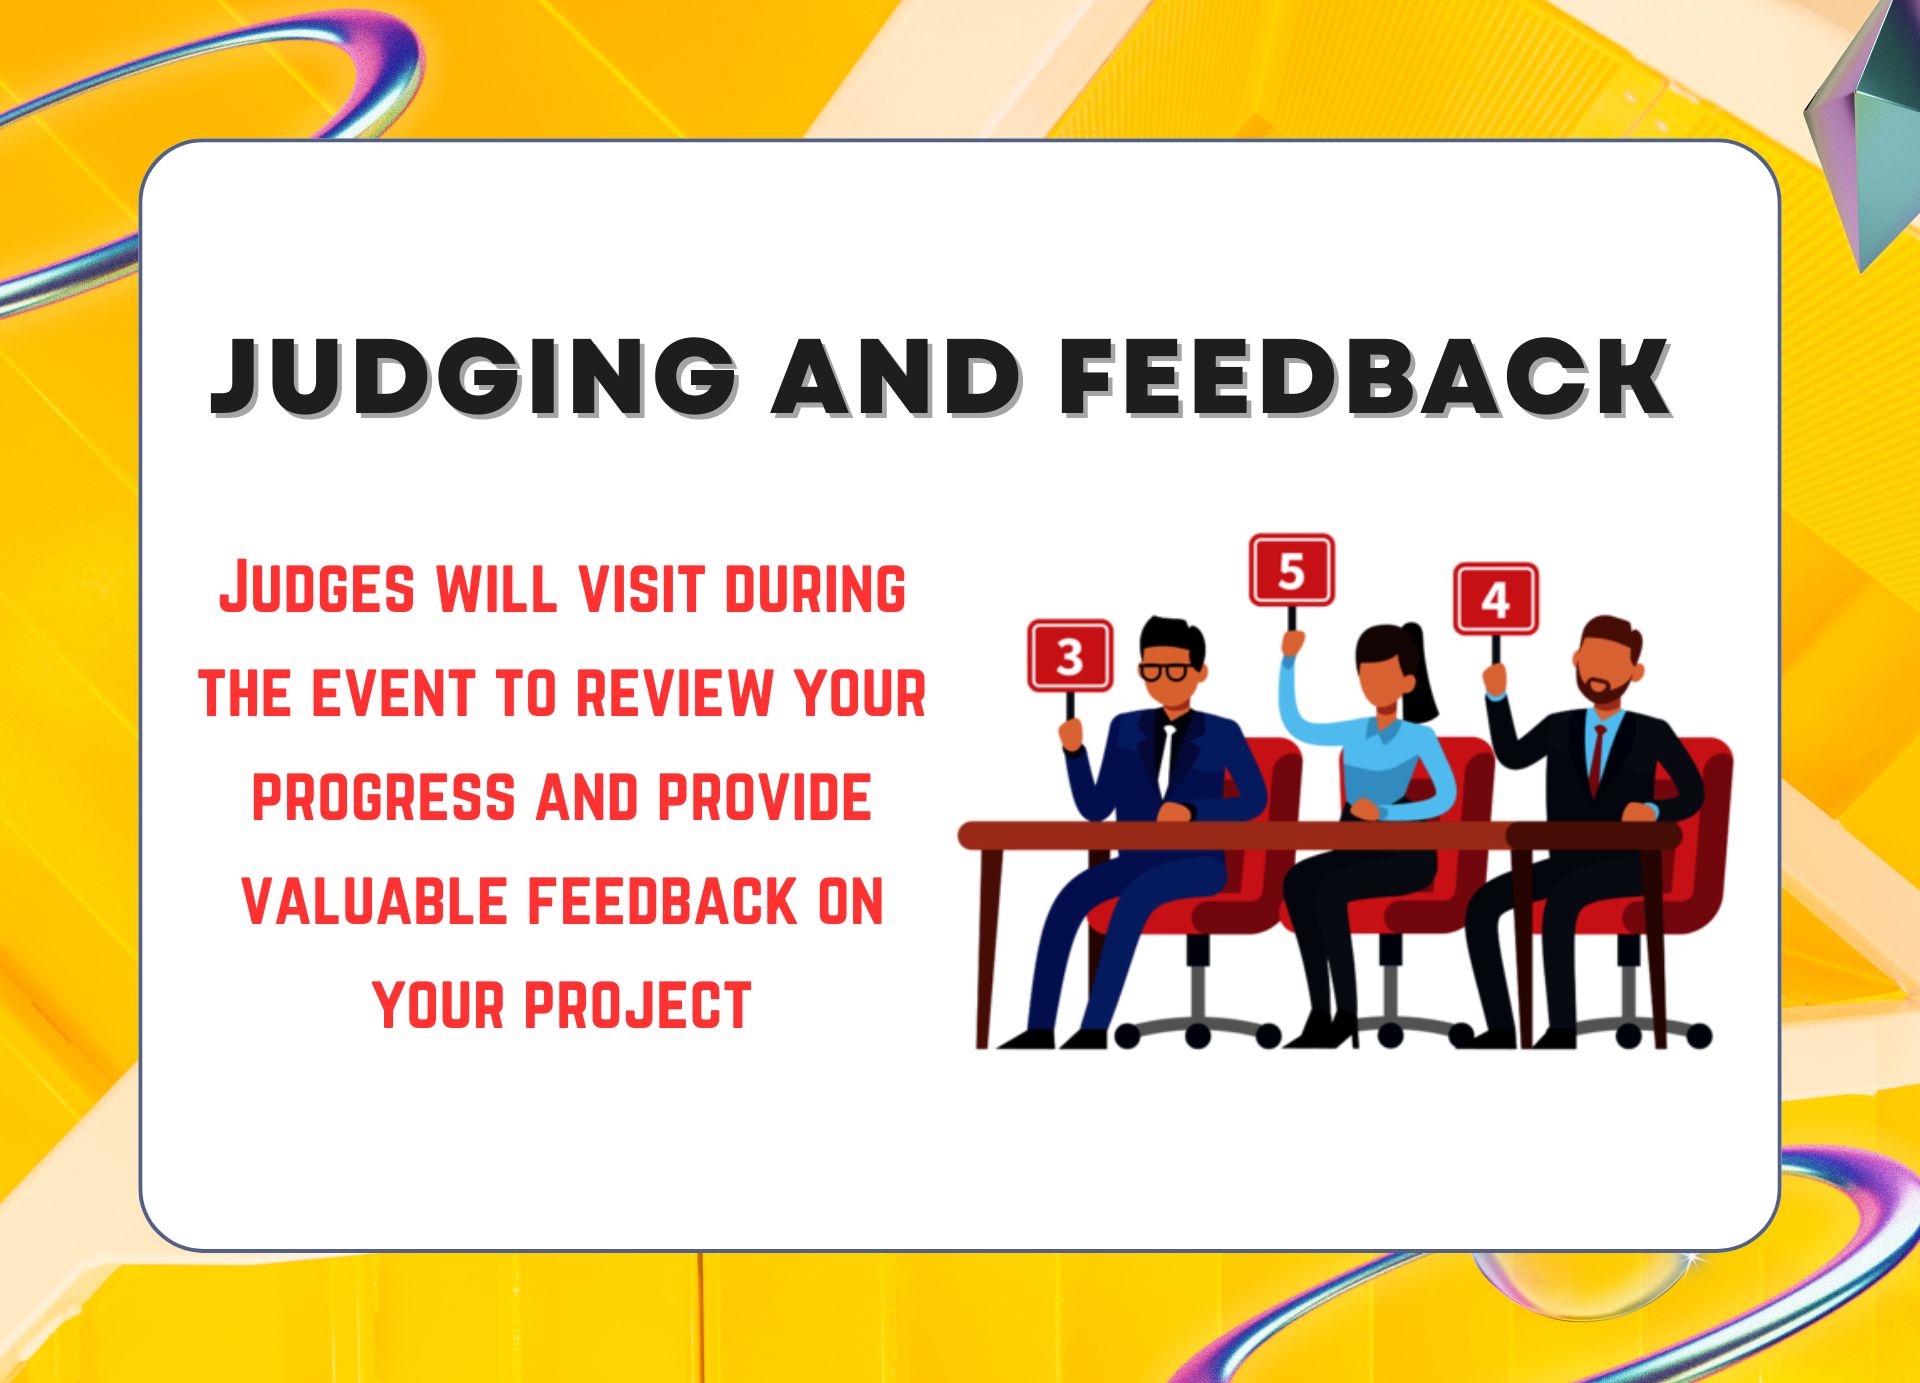 JUDGING AND FEEDBACK
Judges will visit during
the event to review your
progress and provide
valuable feedback on
your project
3
5
4